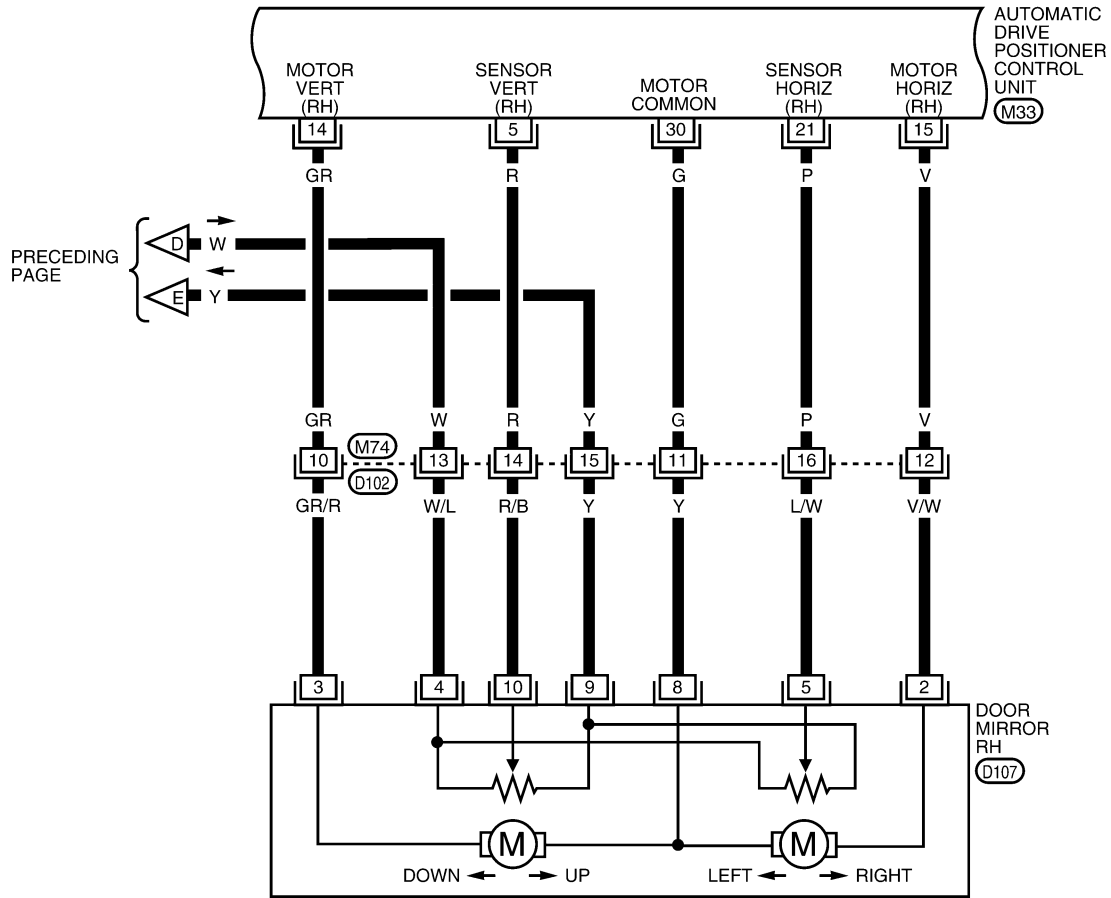 AUTOMATIC
DRIVE
POSITIONER
CONTROL
UNIT
M33
MOTOR
VERT
(RH)
SENSOR
VERT
(RH)
MOTOR
COMMON
SENSOR
HORIZ
(RH)
MOTOR
HORIZ
(RH)
14 5 30 21 15
GR R G P V
PRECEDING
PAGE
D W
E Y
GR W R Y G P V
M74
10 13 14 15 11 16 12
D102
GR/R W/L R/B Y Y L/W V/W
3 4 10 9 8 5 2
DOOR
MIRROR
RH
D107
M M
DOWN UP LEFT RIGHT